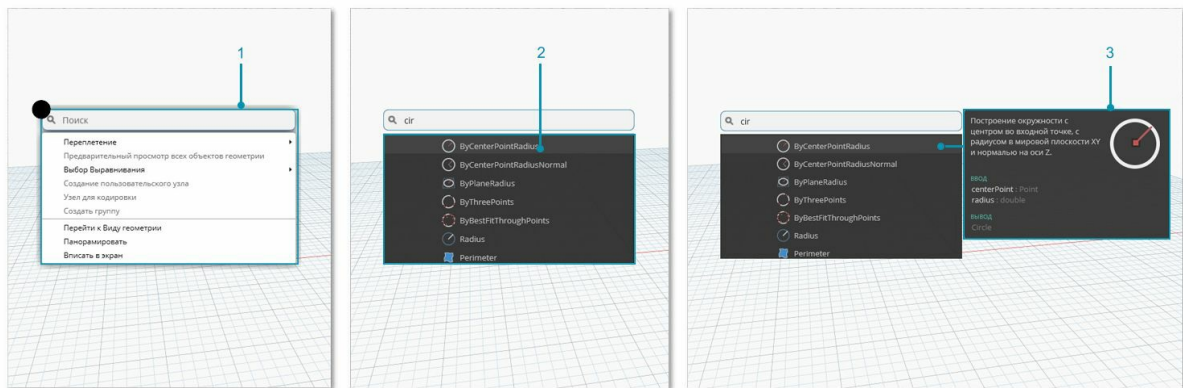 1
Поиск
Переплетение
Предварительный просмотр всех объектов геометрии
Выбор Выравнивания
Создание пользовательского узла
Узел для кодировки
Создать группу
Перейти к Виду геометрии
Панорамировать
Вписать в экран
2
cir
ByCenterPointRadius
ByCenterPointRadiusNormal
ByPlaneRadius
ByThreePoints
ByBestFitThroughPoints
Radius
Perimeter
3
cir
ByCenterPointRadius
ByCenterPointRadiusNormal
ByPlaneRadius
ByThreePoints
ByBestFitThroughPoints
Radius
Perimeter
Построение окружности с
центром во входной точке, с
радиусом в мировой плоскости XY
и нормалью на оси Z.
ВВОД
centerPoint : Point
radius : double
ВЫВОД
Circle